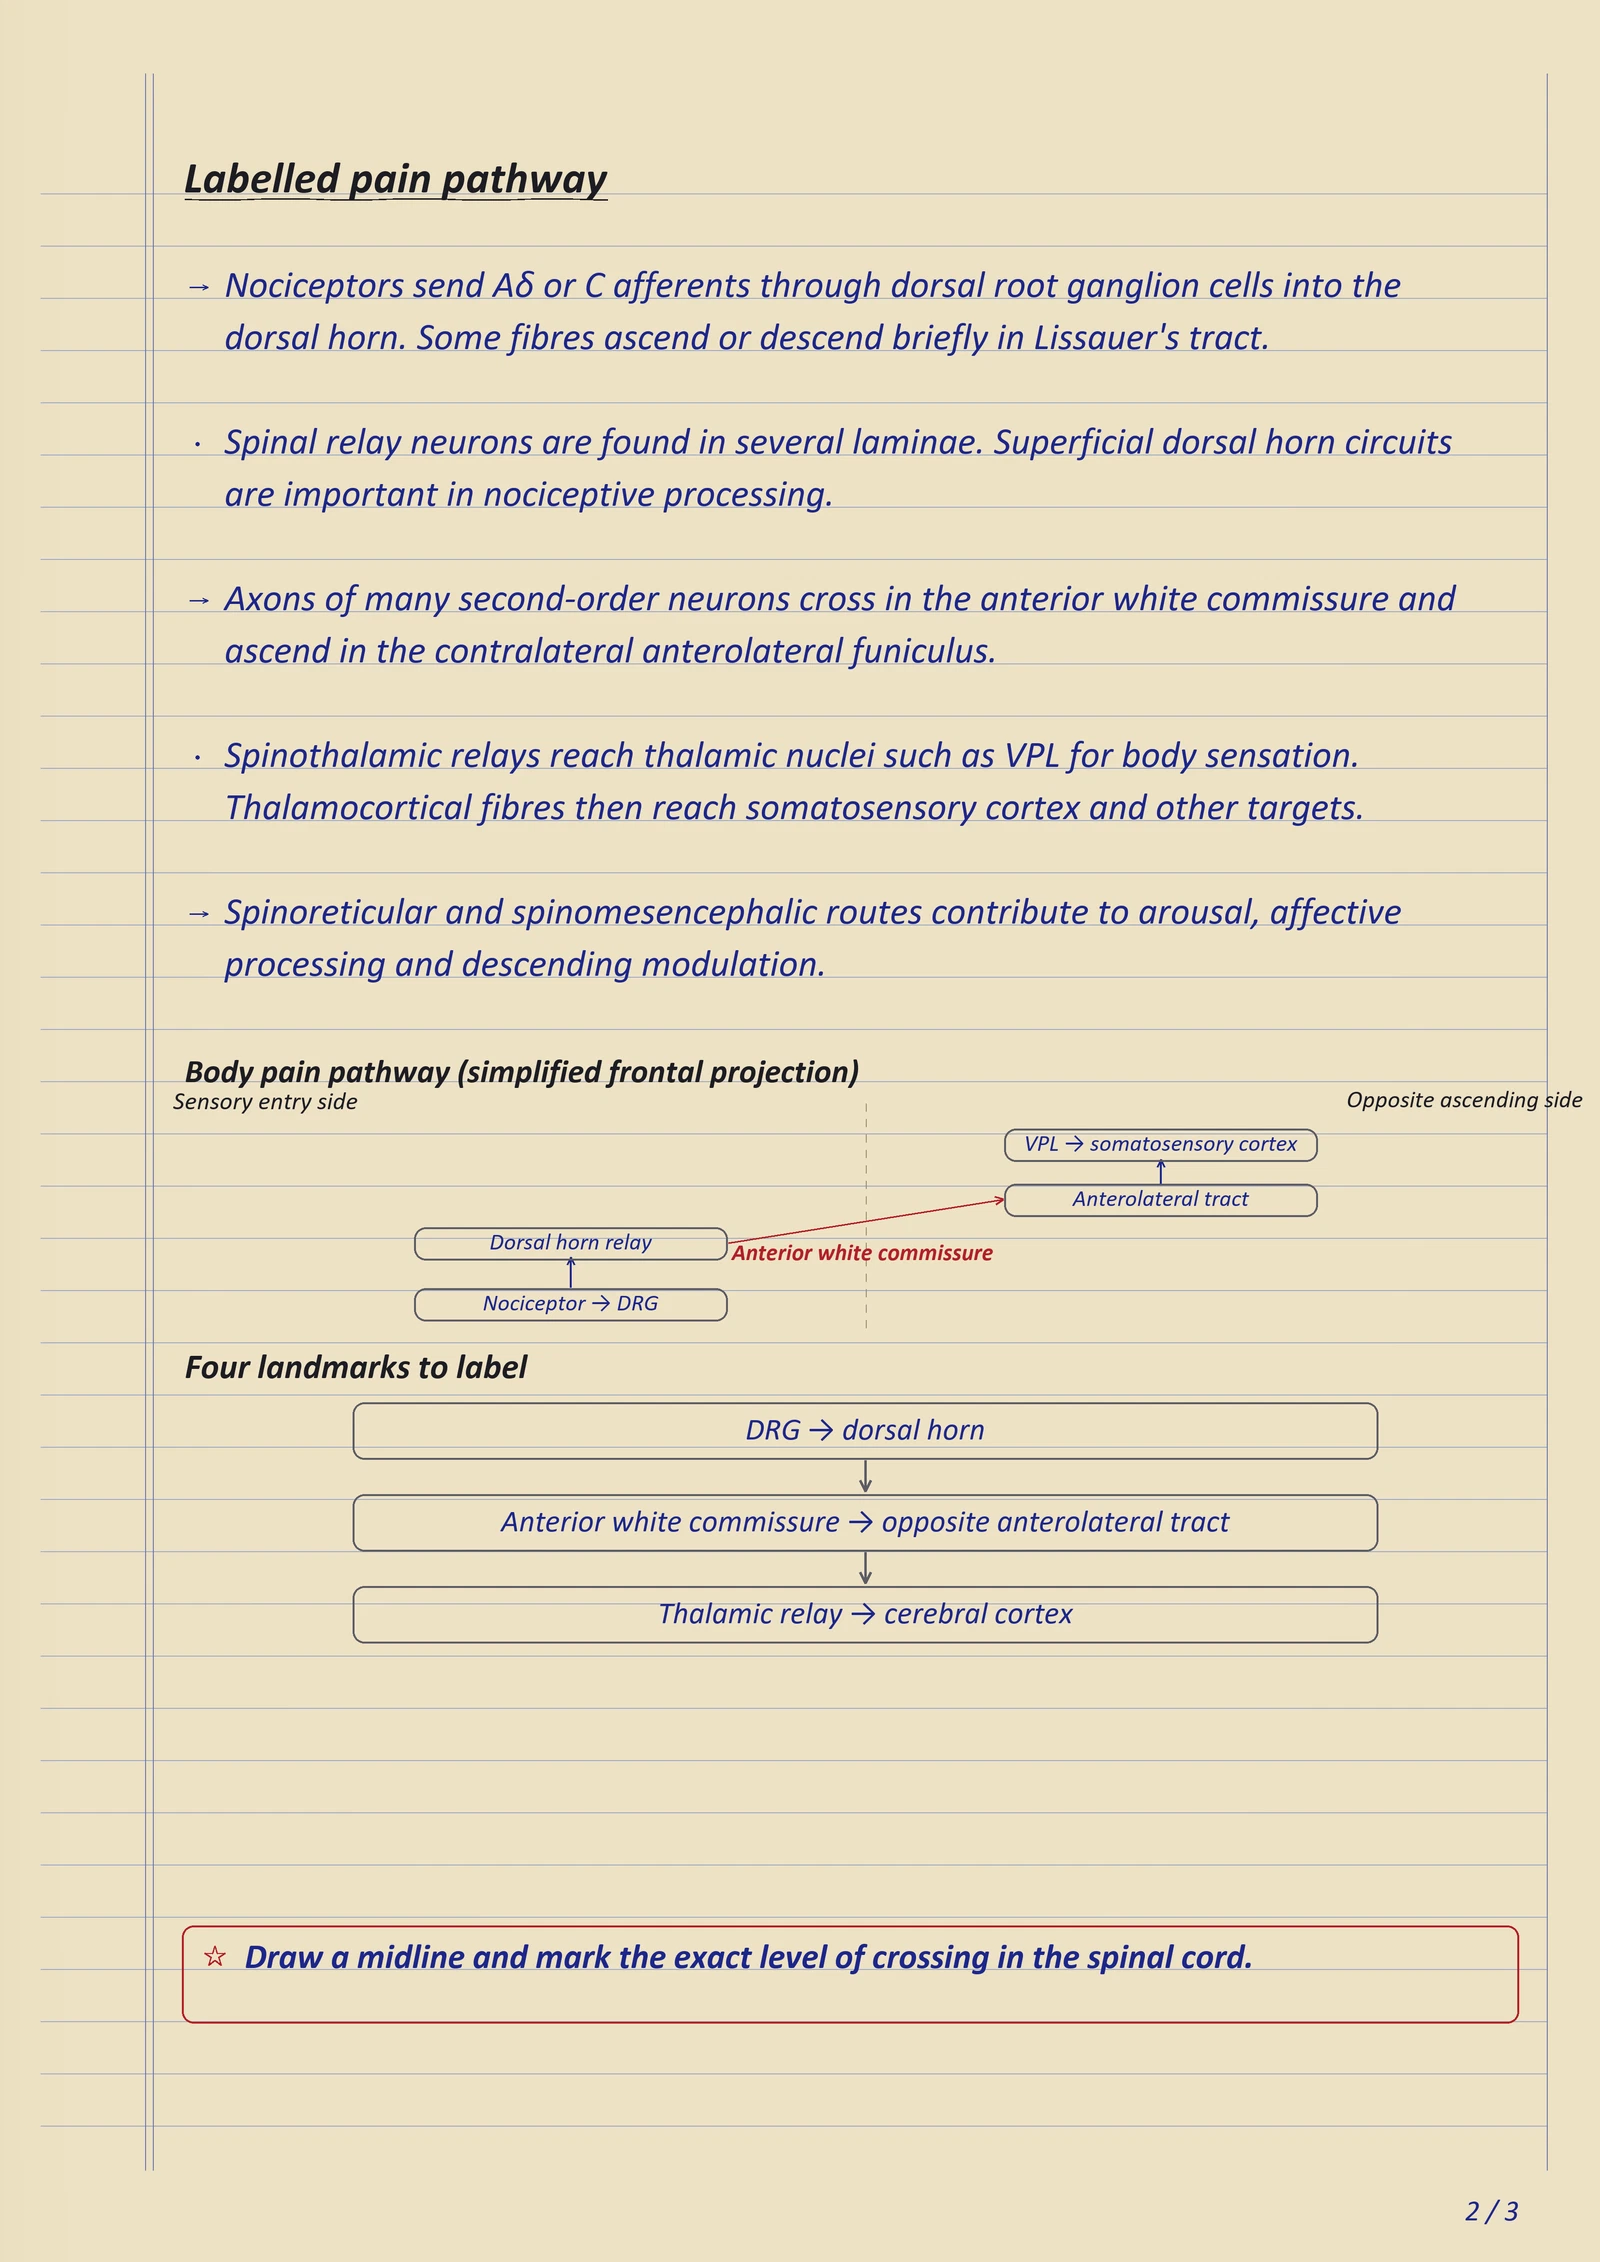 Labelled pain pathway
→ Nociceptors send Aδ or C afferents through dorsal root ganglion cells into the
dorsal horn. Some fibres ascend or descend briefly in Lissauer's tract.
· Spinal relay neurons are found in several laminae. Superficial dorsal horn circuits
are important in nociceptive processing.
→ Axons of many second-order neurons cross in the anterior white commissure and
ascend in the contralateral anterolateral funiculus.
· Spinothalamic relays reach thalamic nuclei such as VPL for body sensation.
Thalamocortical fibres then reach somatosensory cortex and other targets.
→ Spinoreticular and spinomesencephalic routes contribute to arousal, affective
processing and descending modulation.
Body pain pathway (simplified frontal projection)
Sensory entry side
Opposite ascending side
VPL → somatosensory cortex
Anterolateral tract
Dorsal horn relay
Anterior white commissure
Nociceptor → DRG
Four landmarks to label
DRG → dorsal horn
Anterior white commissure → opposite anterolateral tract
Thalamic relay → cerebral cortex
☆ Draw a midline and mark the exact level of crossing in the spinal cord.
2 / 3